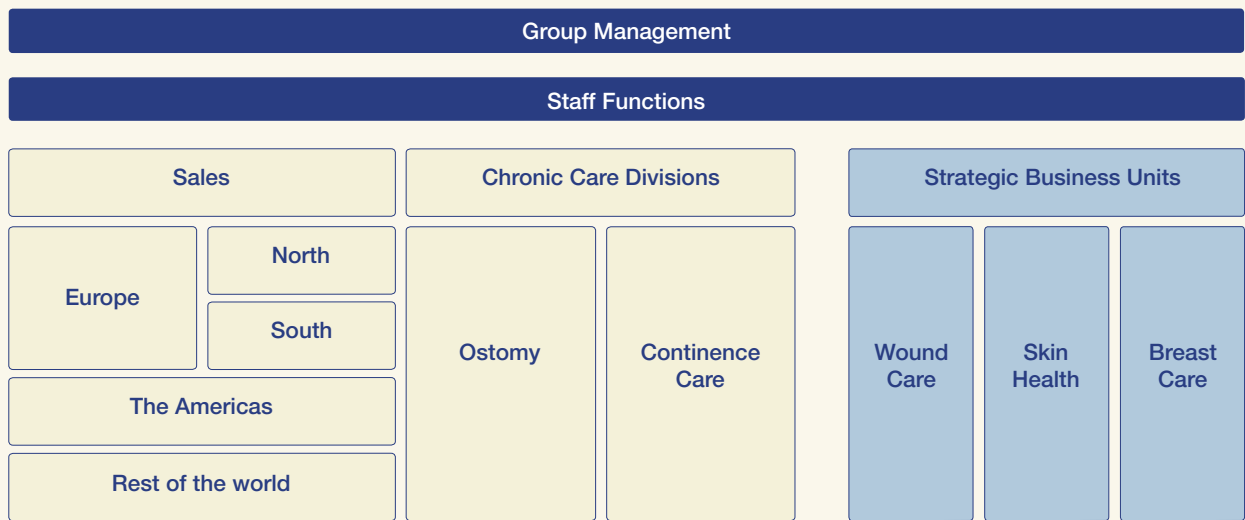 Group Management
Staff Functions
Sales
Chronic Care Divisions
Strategic Business Units
Europe
North
South
The Americas
Rest of the world
Ostomy
Continence
Care
Wound
Care
Skin
Health
Breast
Care